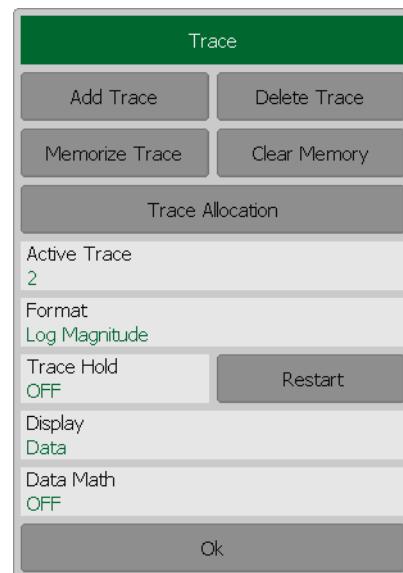 Trace
Add Trace
Delete Trace
Memorize Trace
Clear Memory
Trace Allocation
Active Trace
2
Format
Log Magnitude
Trace Hold
OFF
Restart
Display
Data
Data Math
OFF
Ok